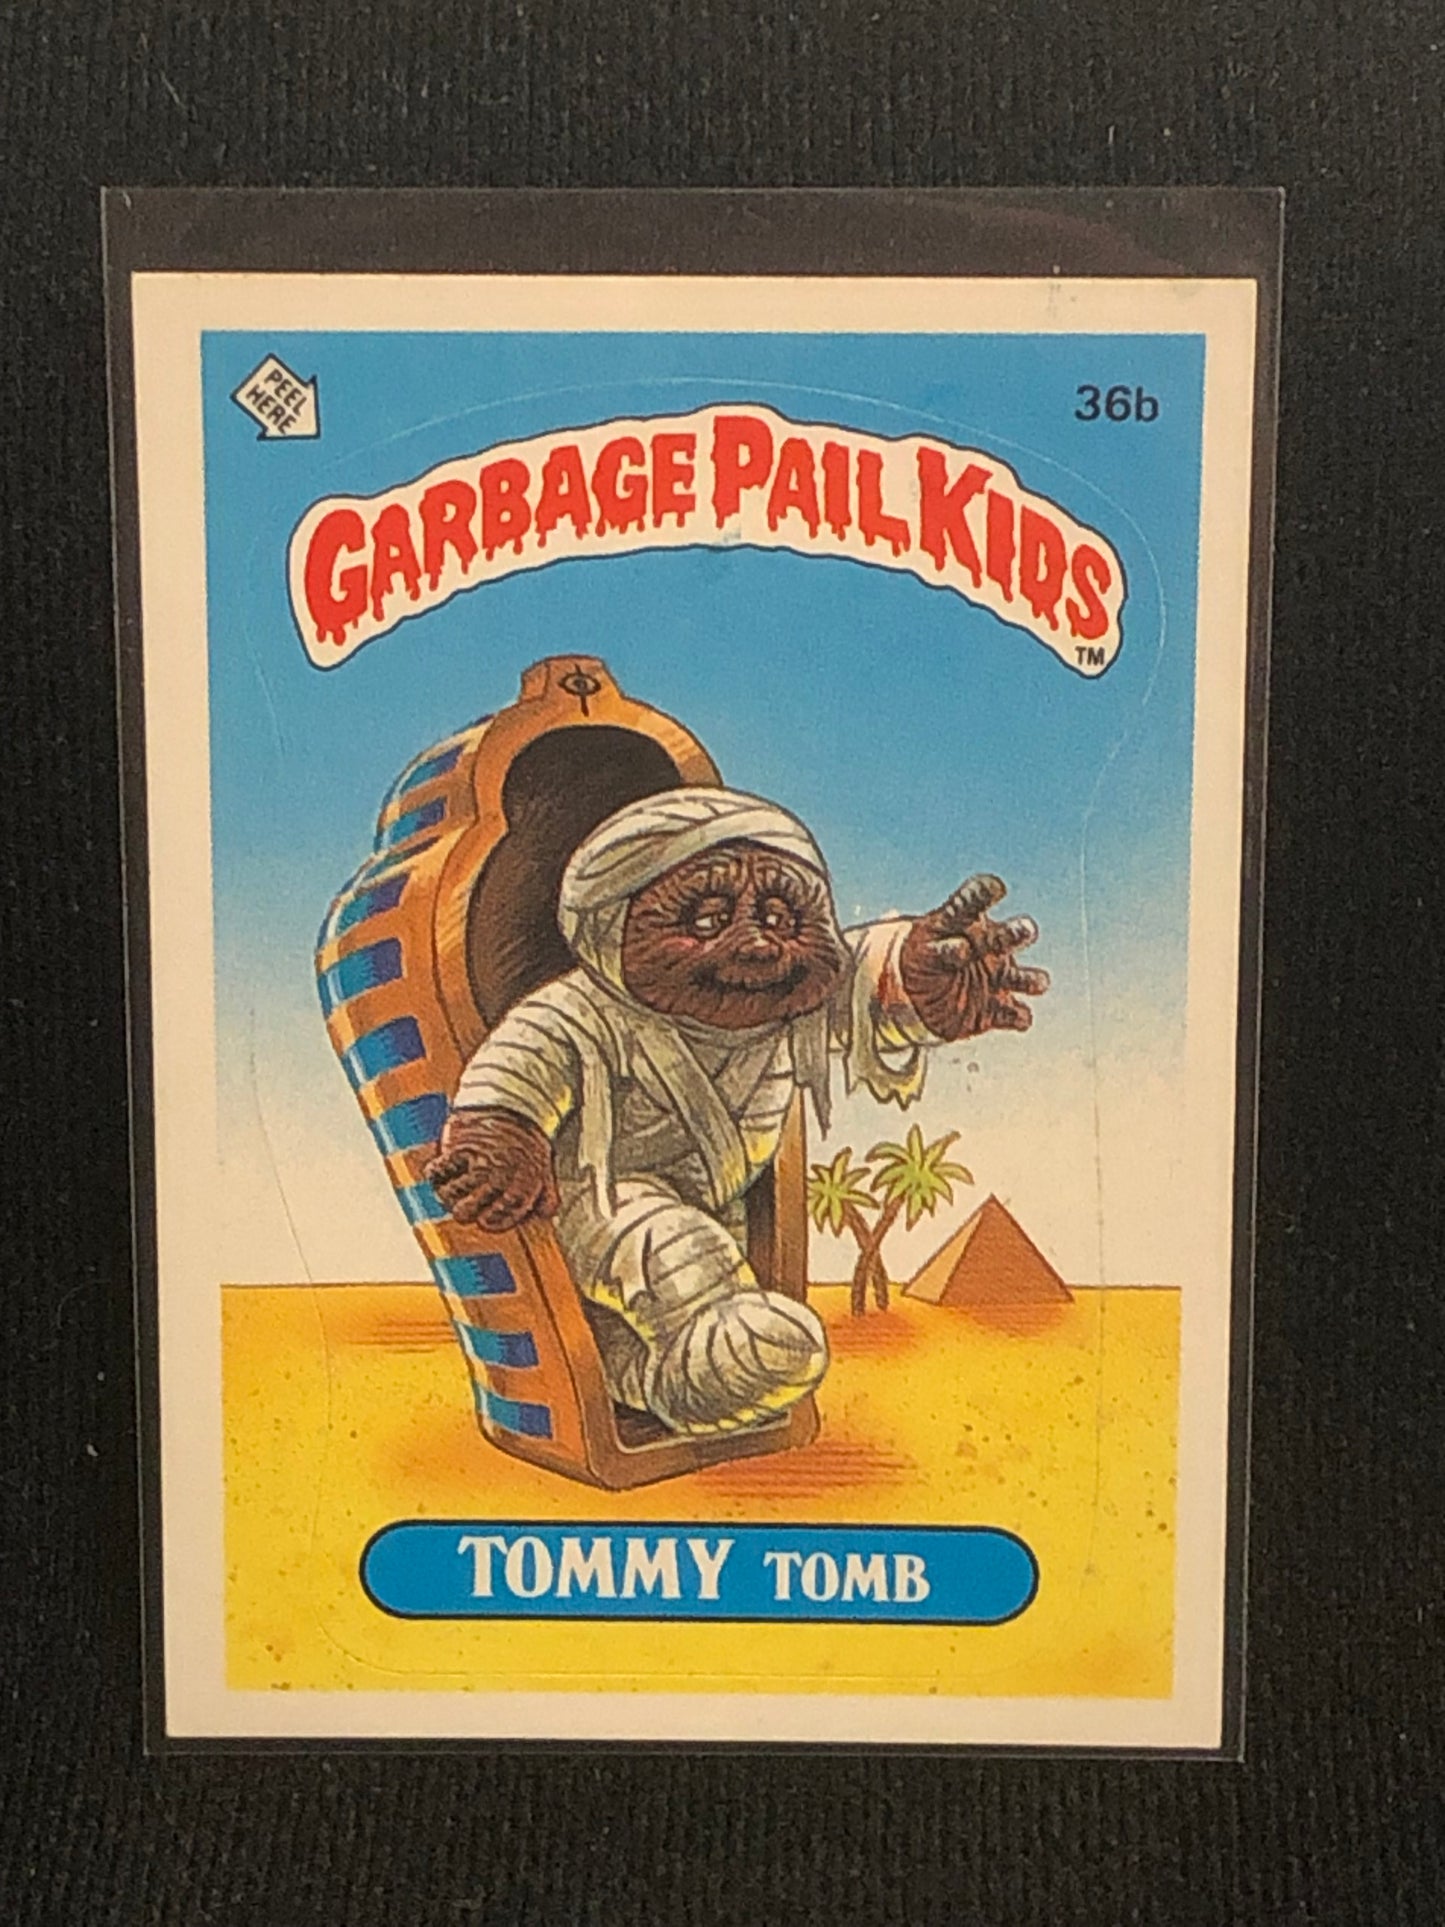 PEEL
HERE
36b
GARBAGE PAIL KIDS
TM
TOMMY TOMB